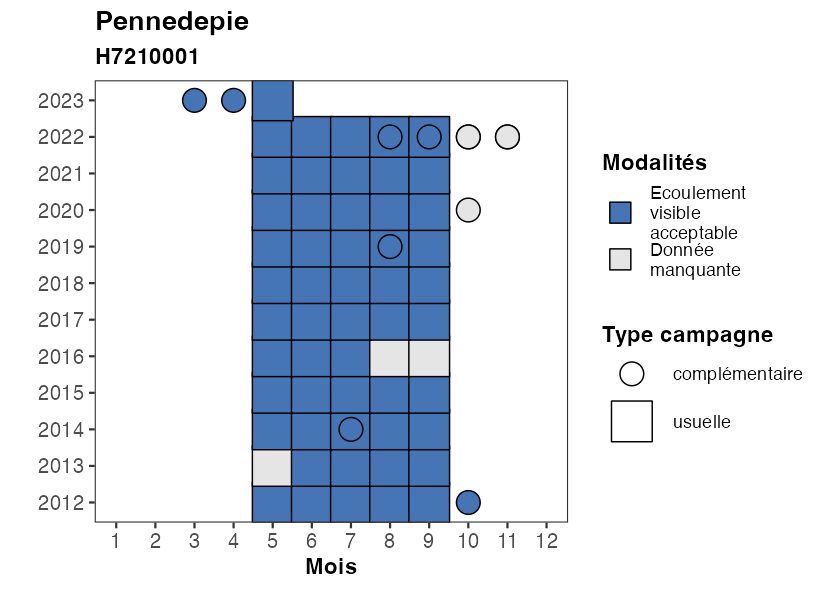 Pennedepie
H7210001
2023
2022
2021
2020
2019
2018
2017
2016
2015
2014
2013
2012
1 2 3 4 5 6 7 8 9 10 11 12
Mois
Modalités
Ecoulement
visible
acceptable
Donnée
manquante
Type campagne
complémentaire
usuelle